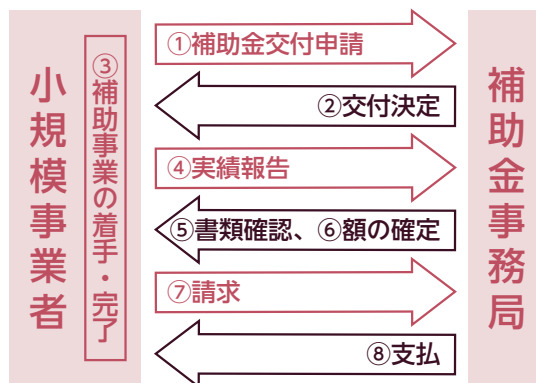 小規模事業者
③補助事業の着手・完了
①補助金交付申請
②交付決定
④実績報告
⑤書類確認、⑥額の確定
⑦請求
⑧支払
補助金事務局